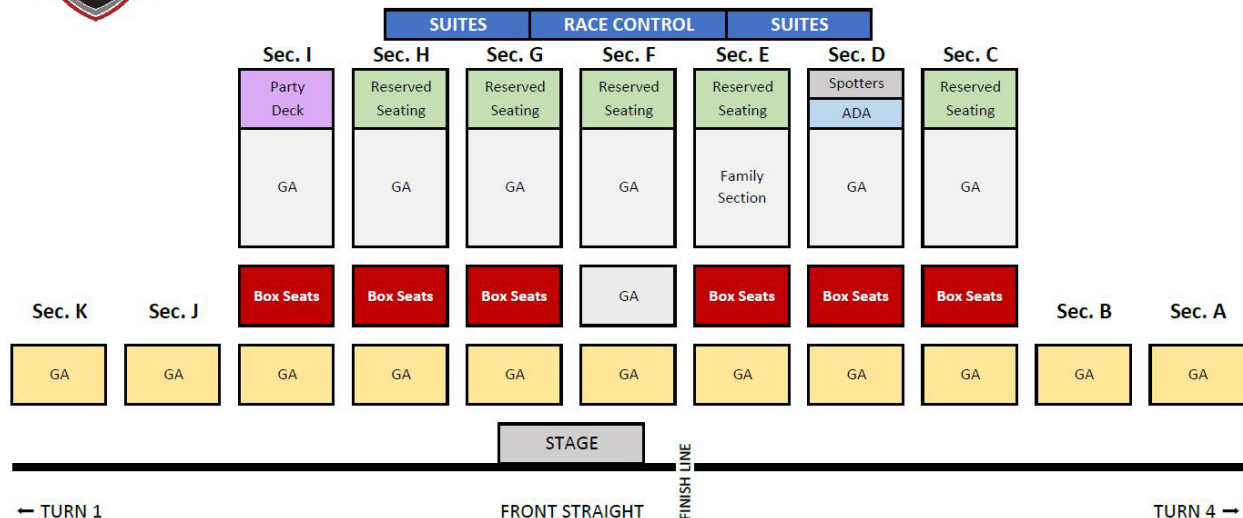 SUITES RACE CONTROL SUITES
Sec. I Sec. H Sec. G Sec. F Sec. E Sec. D Sec. C
Party Reserved Reserved Reserved Reserved Spotters Reserved
Deck Seating Seating Seating Seating ADA Seating
GA GA GA GA Family Section GA GA
Box Seats Box Seats Box Seats GA Box Seats Box Seats Box Seats
Sec. K Sec. J Sec. B Sec. A
GA GA GA GA GA GA GA GA GA GA GA
STAGE
FINISH LINE
← TURN 1 FRONT STRAIGHT TURN 4 →